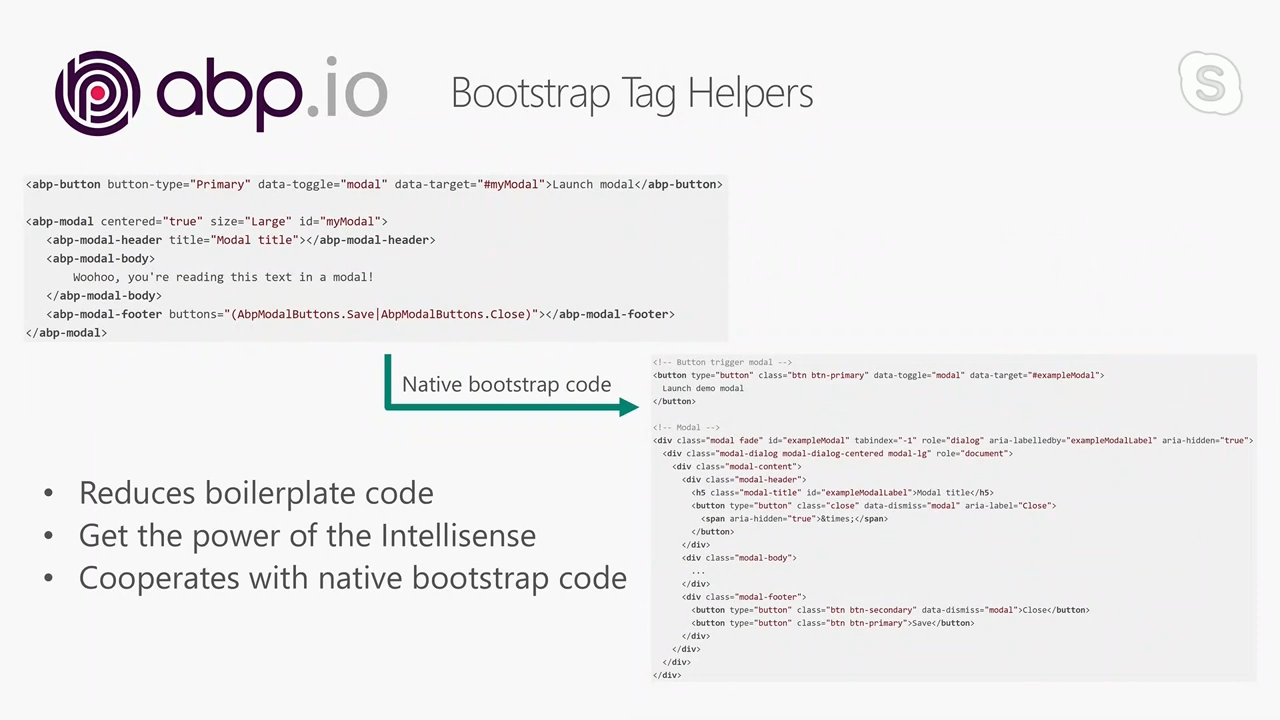 abp.io
Bootstrap Tag Helpers
S
<abp-button button-type="Primary" data-toggle="modal" data-target="#myModal">Launch modal</abp-button>
<abp-modal centered="true" size="Large" id="myModal">
<abp-modal-header title="Modal title"></abp-modal-header>
<abp-modal-body>
Woohoo, you're reading this text in a modal!
</abp-modal-body>
<abp-modal-footer buttons="(AbpModalButtons.Save|AbpModalButtons.Close)"></abp-modal-footer>
</abp-modal>
Native bootstrap code
• Reduces boilerplate code
• Get the power of the Intellisense
• Cooperates with native bootstrap code
<!-- Button trigger modal -->
<button type="button" class="btn btn-primary" data-toggle="modal" data-target="#exampleModal">
Launch demo modal
</button>
<!-- Modal -->
<div class="modal fade" id="exampleModal" tabindex="-1" role="dialog" aria-labelledby="exampleModalLabel" aria-hidden="true">
<div class="modal-dialog modal-dialog-centered modal-lg" role="document">
<div class="modal-content">
<div class="modal-header">
<h5 class="modal-title" id="exampleModalLabel">Modal title</h5>
<button type="button" class="close" data-dismiss="modal" aria-label="Close">
<span aria-hidden="true">&times;</span>
</button>
</div>
<div class="modal-body">
...
</div>
<div class="modal-footer">
<button type="button" class="btn btn-secondary" data-dismiss="modal">Close</button>
<button type="button" class="btn btn-primary">Save</button>
</div>
</div>
</div>
</div>